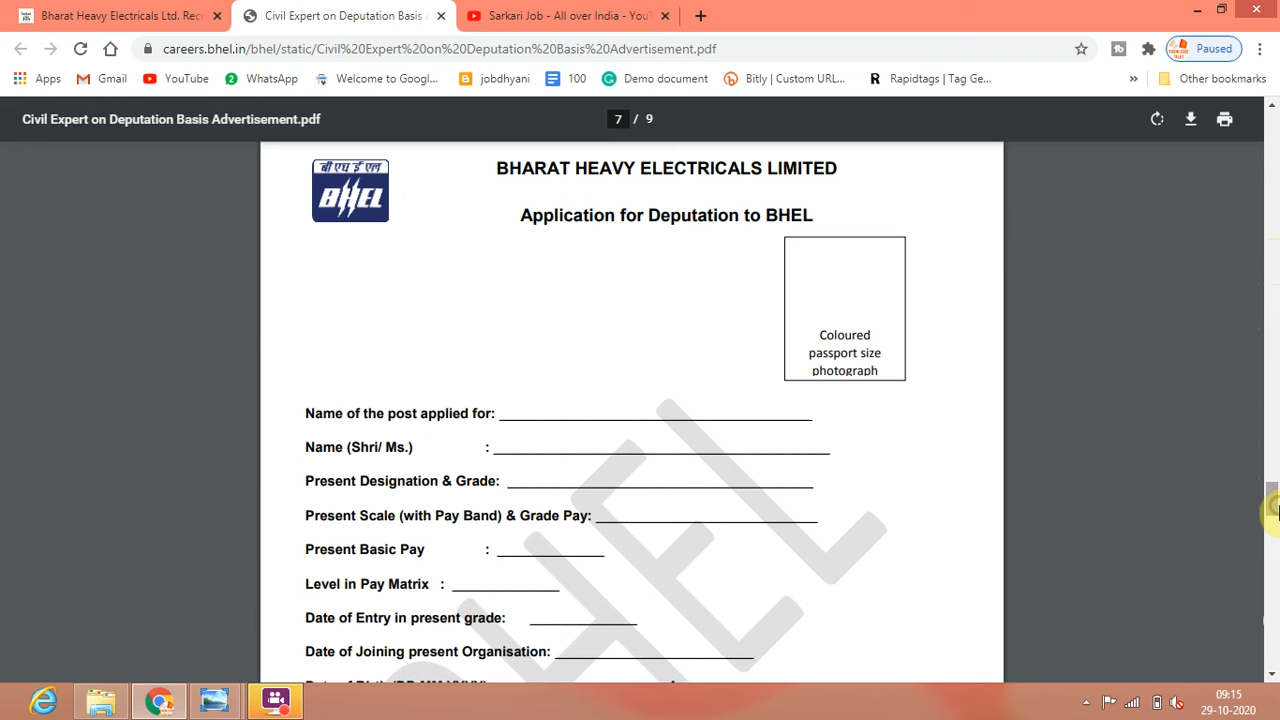 Bharat Heavy Electricals Ltd. Rec
Civil Expert on Deputation Basis A
Sarkari Job - All over India - You
careers.bhel.in/bhel/static/Civil%20Expert%20on%20Deputation%20Basis%20Advertisement.pdf
Paused
Apps
Gmail
YouTube
2 WhatsApp
Welcome to Googl...
jobdhyani
100
Demo document
Bitly | Custom URL...
Rapidtags | Tag Ge...
»
Other bookmarks
Civil Expert on Deputation Basis Advertisement.pdf
7 / 9
बी एच ई एल
BHEL
BHARAT HEAVY ELECTRICALS LIMITED
Application for Deputation to BHEL
Coloured
passport size
photograph
Name of the post applied for:
Name (Shri/ Ms.) :
Present Designation & Grade:
Present Scale (with Pay Band) & Grade Pay:
Present Basic Pay :
Level in Pay Matrix :
Date of Entry in present grade:
Date of Joining present Organisation:
BHEL
09:15
29-10-2020